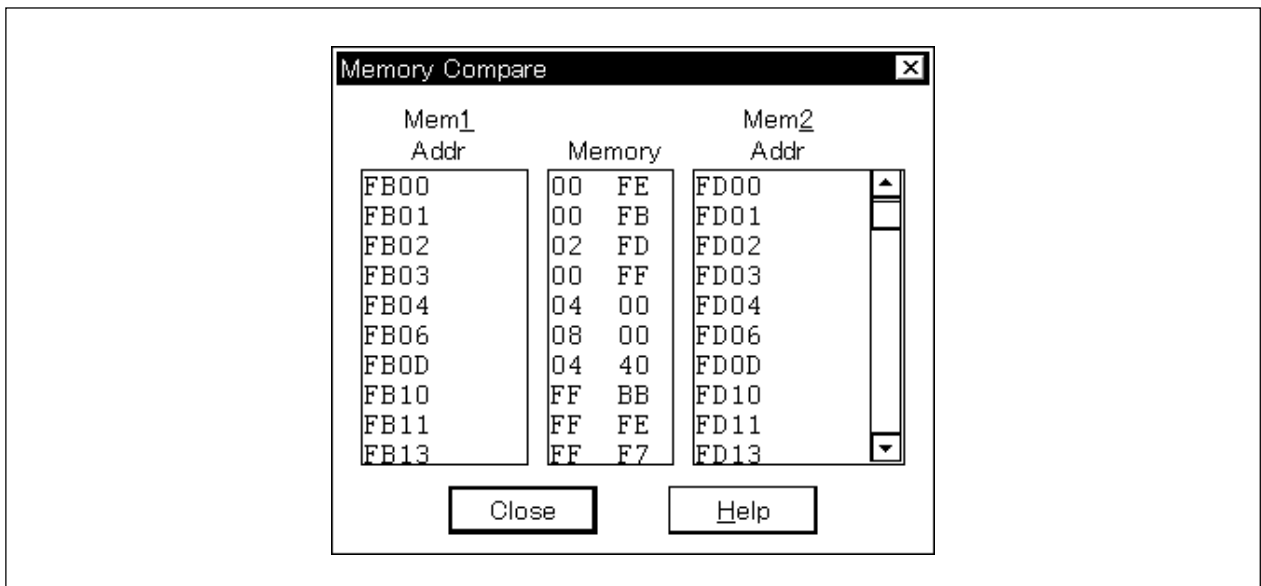 Memory Compare
Mem1 Mem2
Addr Memory Addr
FB00 00 FE FD00
FB01 00 FB FD01
FB02 02 FD FD02
FB03 00 FF FD03
FB04 04 00 FD04
FB06 08 00 FD06
FB0D 04 40 FD0D
FB10 FF BB FD10
FB11 FF FE FD11
FB13 FF F7 FD13
Close Help